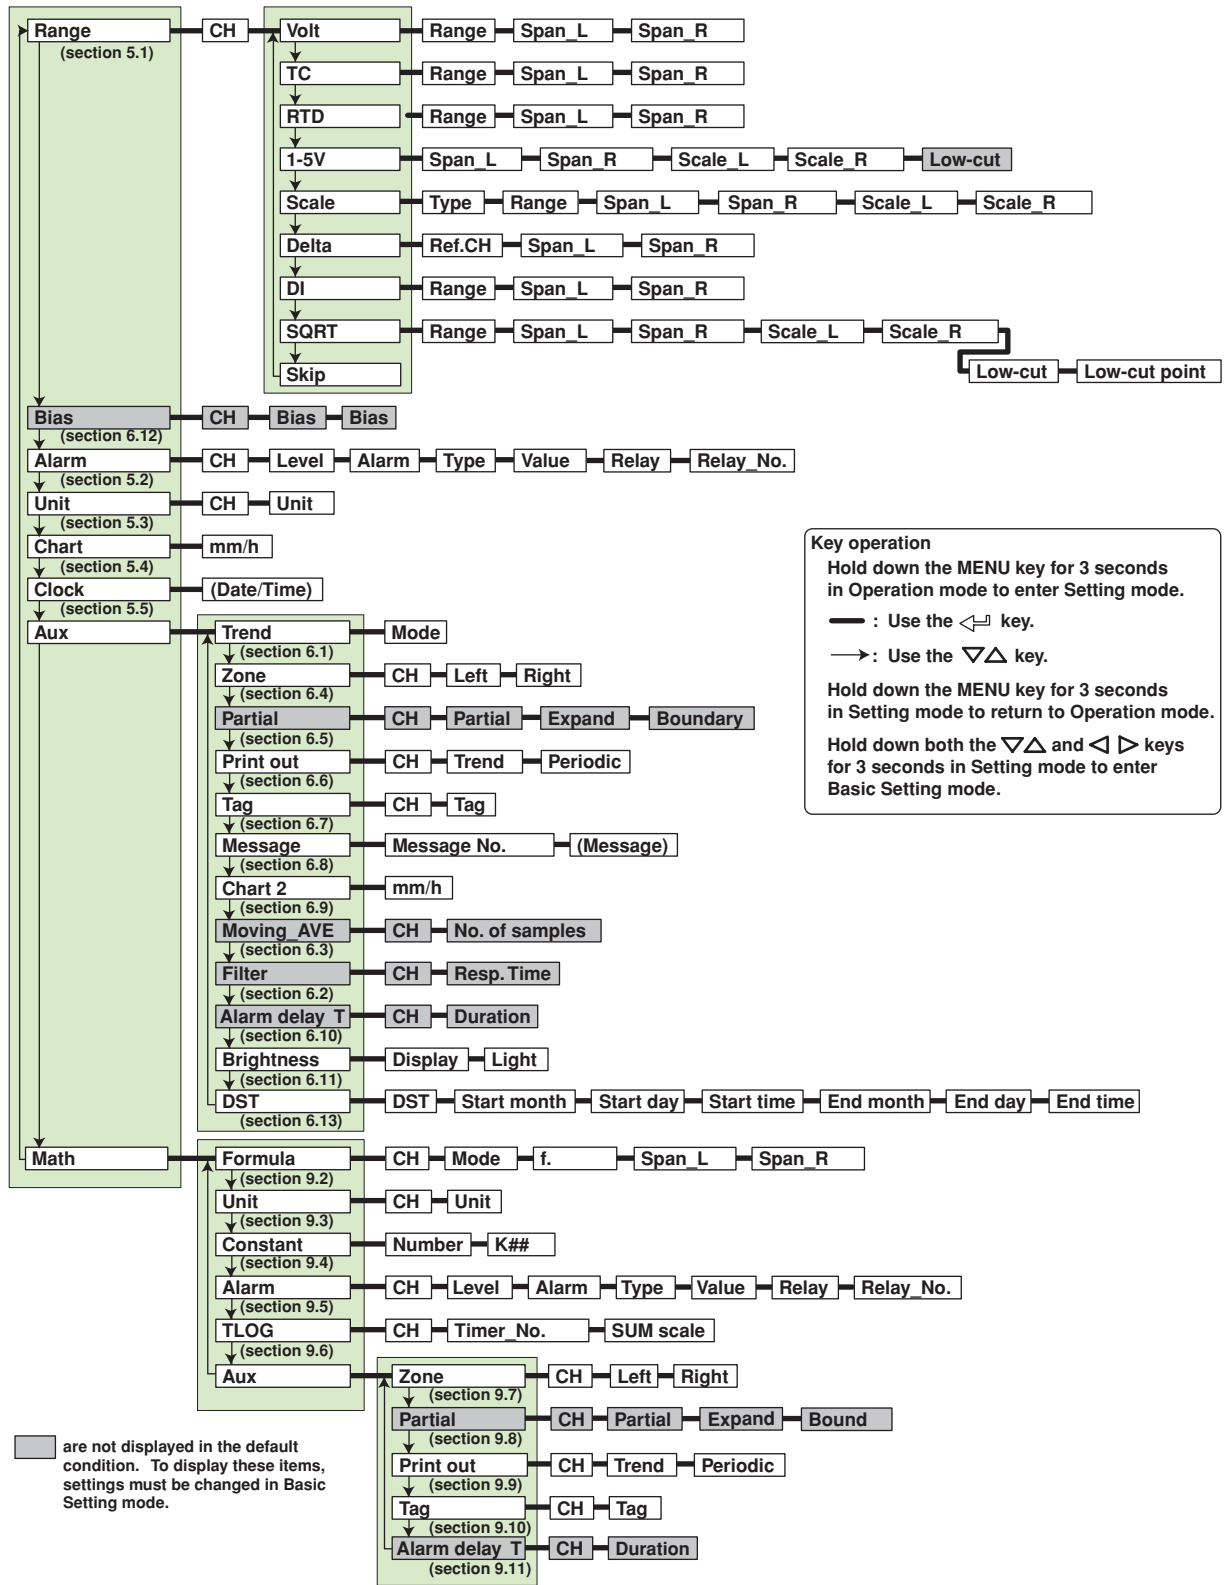 Range CH Volt Range Span_L Span_R
(section 5.1)
TC Range Span_L Span_R
RTD Range Span_L Span_R
1-5V Span_L Span_R Scale_L Scale_R Low-cut
Scale Type Range Span_L Span_R Scale_L Scale_R
Delta Ref.CH Span_L Span_R
DI Range Span_L Span_R
SQRT Range Span_L Span_R Scale_L Scale_R
Skip Low-cut Low-cut point
Bias CH Bias Bias
(section 6.12)
Alarm CH Level Alarm Type Value Relay Relay_No.
(section 5.2)
Unit CH Unit
(section 5.3)
Chart mm/h
(section 5.4)
Clock (Date/Time)
(section 5.5)
Key operation
Hold down the MENU key for 3 seconds
in Operation mode to enter Setting mode.
: Use the key.
: Use the ▽△ key.
Hold down the MENU key for 3 seconds
in Setting mode to return to Operation mode.
Hold down both the ▽△ and ◁ ▷ keys
for 3 seconds in Setting mode to enter
Basic Setting mode.
Aux Trend Mode
(section 6.1)
Zone CH Left Right
(section 6.4)
Partial CH Partial Expand Boundary
(section 6.5)
Print out CH Trend Periodic
(section 6.6)
Tag CH Tag
(section 6.7)
Message Message No. (Message)
(section 6.8)
Chart 2 mm/h
(section 6.9)
Moving_AVE CH No. of samples
(section 6.3)
Filter CH Resp. Time
(section 6.2)
Alarm delay T CH Duration
(section 6.10)
Brightness Display Light
(section 6.11)
DST DST Start month Start day Start time End month End day End time
(section 6.13)
Math Formula CH Mode f. Span_L Span_R
(section 9.2)
Unit CH Unit
(section 9.3)
Constant Number K##
(section 9.4)
Alarm CH Level Alarm Type Value Relay Relay_No.
(section 9.5)
TLOG CH Timer_No. SUM scale
(section 9.6)
Aux Zone CH Left Right
(section 9.7)
Partial CH Partial Expand Bound
(section 9.8)
Print out CH Trend Periodic
(section 9.9)
Tag CH Tag
(section 9.10)
Alarm delay T CH Duration
(section 9.11)
are not displayed in the default
condition. To display these items,
settings must be changed in Basic
Setting mode.